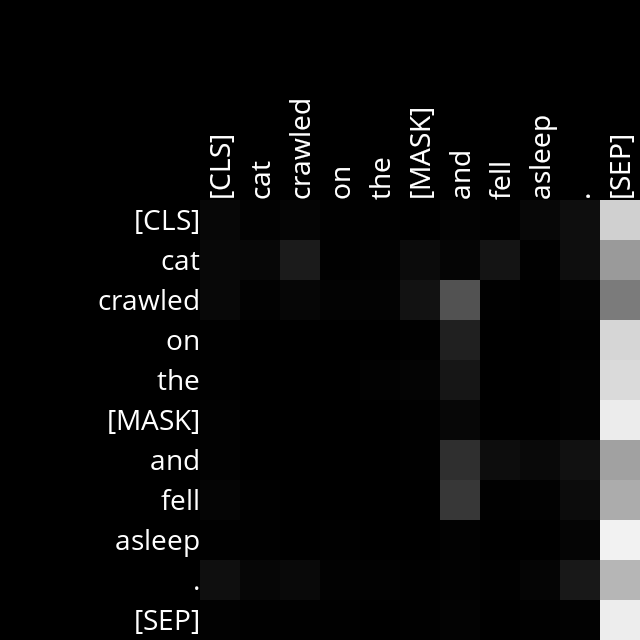 [CLS]
cat
crawled
on
the
[MASK]
and
fell
asleep
.
[SEP]
[CLS]
cat
crawled
on
the
[MASK]
and
fell
asleep
.
[SEP]